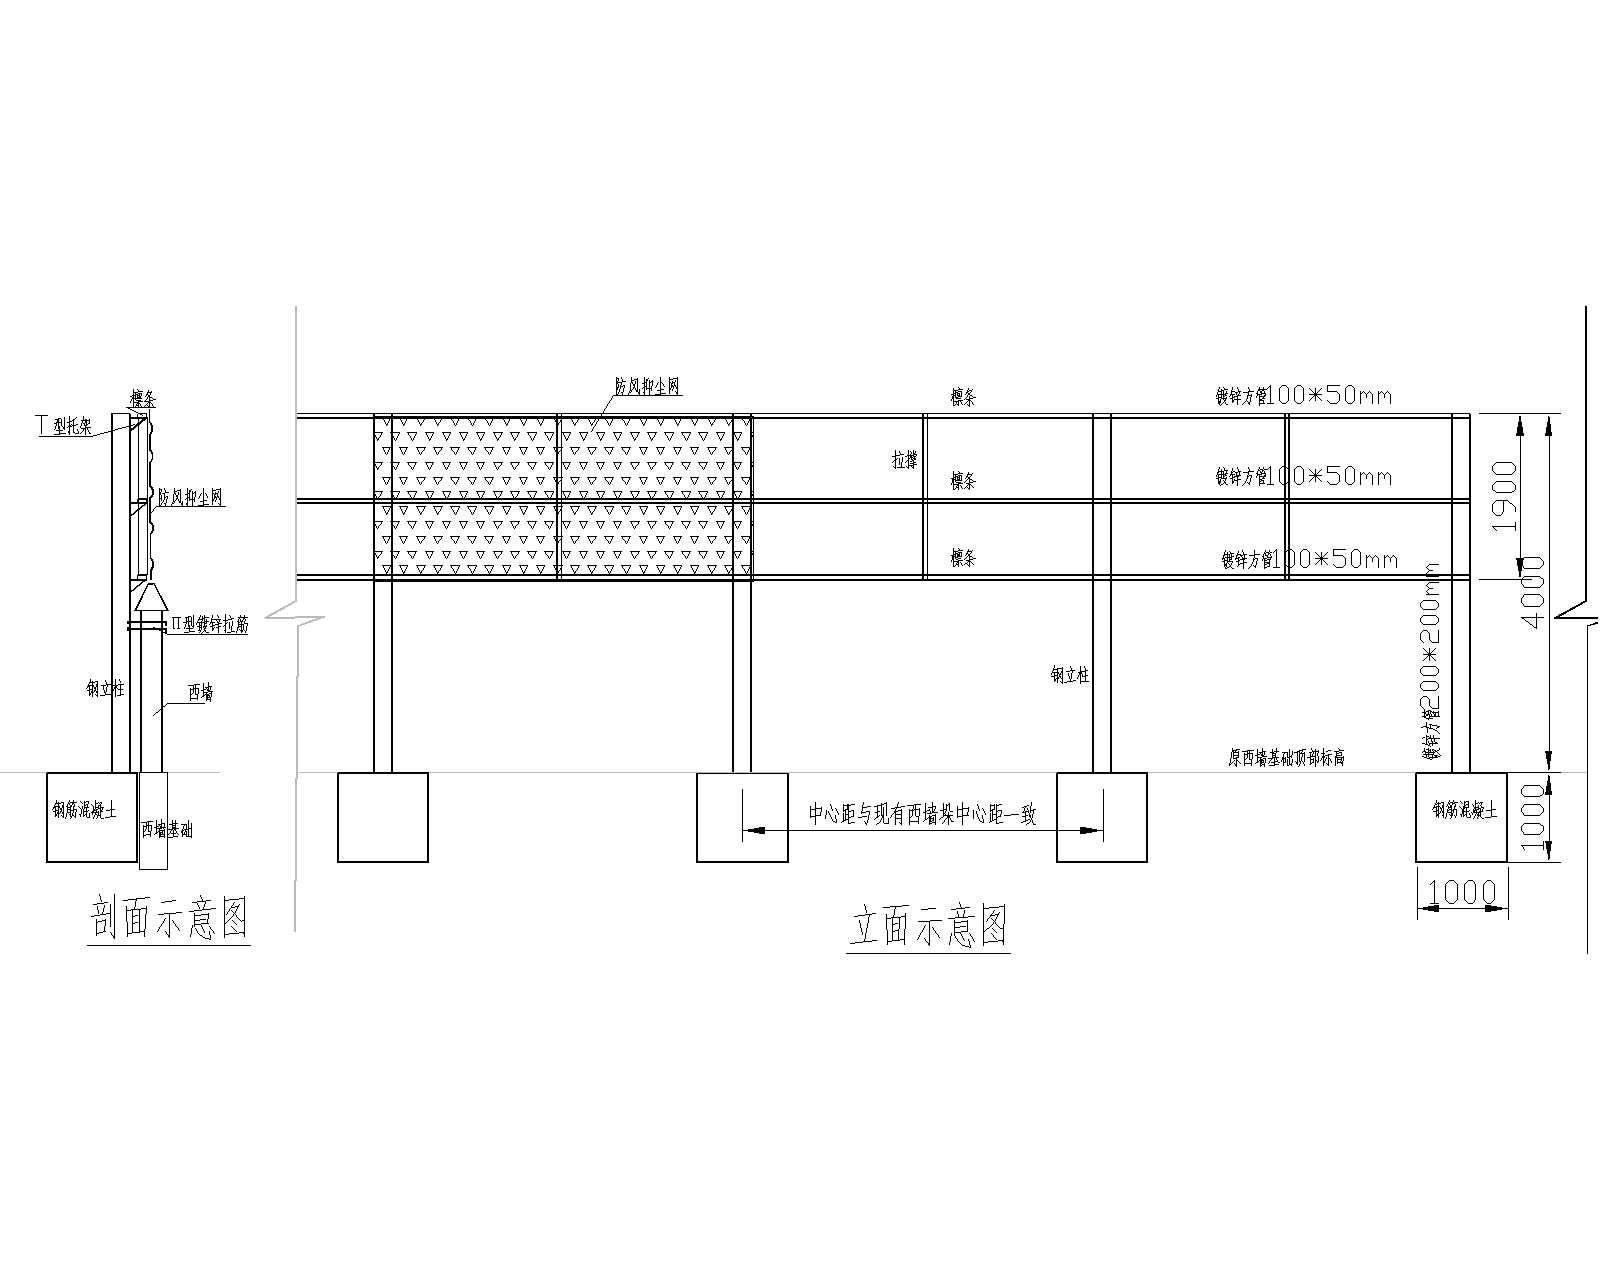 檩条
T 型托架
防风抑尘网
Π型镀锌拉筋
钢立柱
西墙
钢筋混凝土
西墙基础
剖面示意图
防风抑尘网
檩条
镀锌方管100*50mm
拉撑
檩条
镀锌方管100*50mm
檩条
镀锌方管100*50mm
1900
4000
钢立柱
镀锌方管200*200mm
原西墙基础顶部标高
中心距与现有西墙垛中心距一致
钢筋混凝土
1000
1000
立面示意图